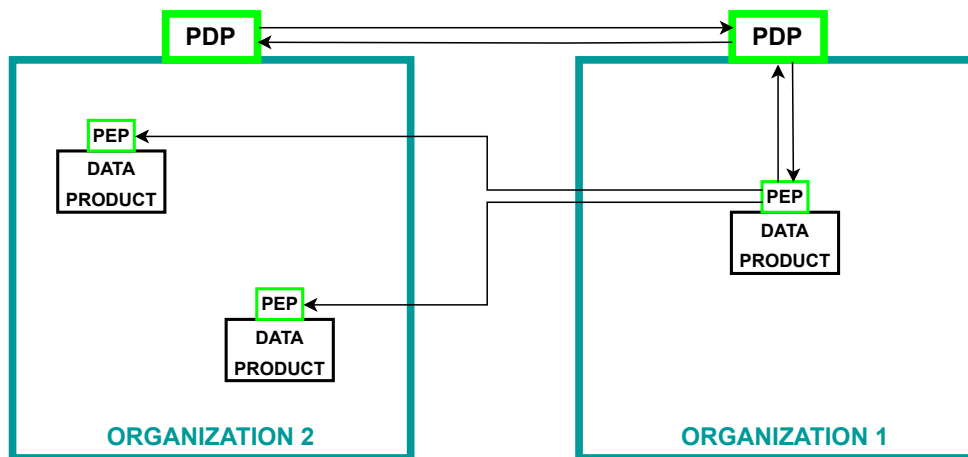 PDP
PDP
PEP
DATA
PRODUCT
PEP
DATA
PRODUCT
PEP
DATA
PRODUCT
ORGANIZATION 2
ORGANIZATION 1